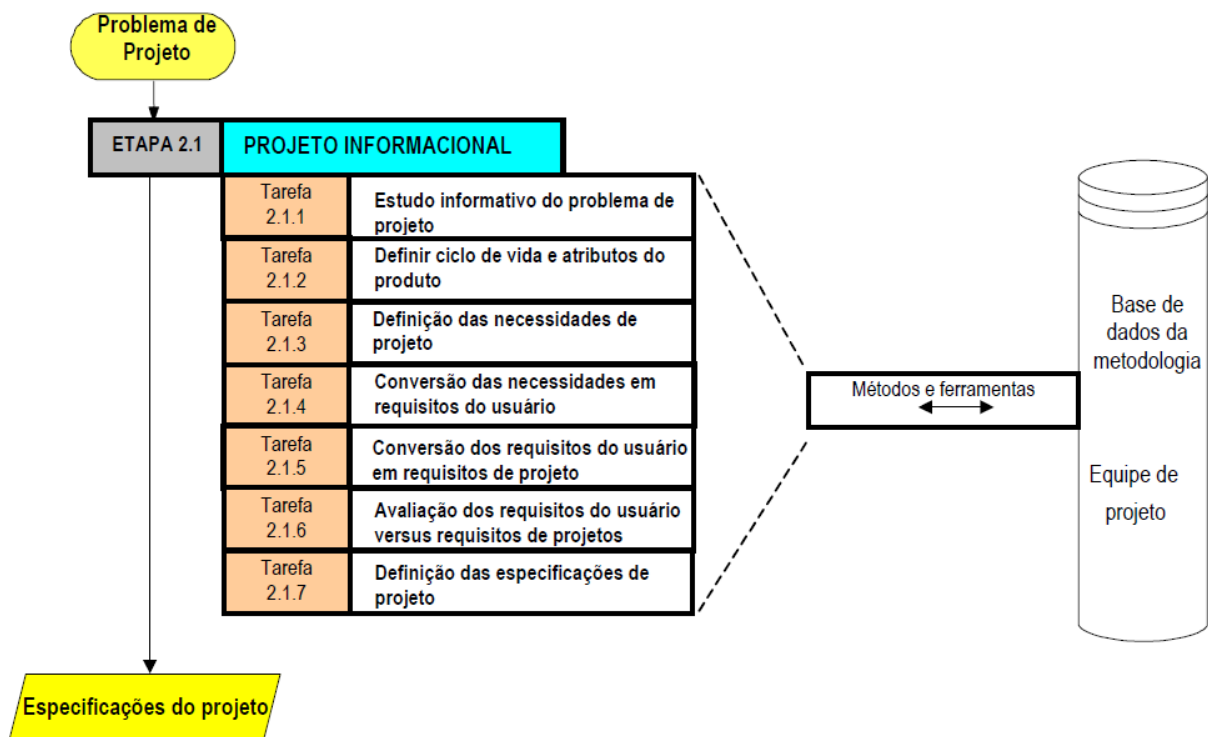 Problema de
Projeto
ETAPA 2.1
PROJETO INFORMACIONAL
Tarefa
2.1.1
Estudo informativo do problema de
projeto
Tarefa
2.1.2
Definir ciclo de vida e atributos do
produto
Tarefa
2.1.3
Definição das necessidades de
projeto
Tarefa
2.1.4
Conversão das necessidades em
requisitos do usuário
Tarefa
2.1.5
Conversão dos requisitos do usuário
em requisitos de projeto
Tarefa
2.1.6
Avaliação dos requisitos do usuário
versus requisitos de projetos
Tarefa
2.1.7
Definição das especificações de
projeto
Métodos e ferramentas
Base de
dados da
metodologia
Equipe de
projeto
Especificações do projeto